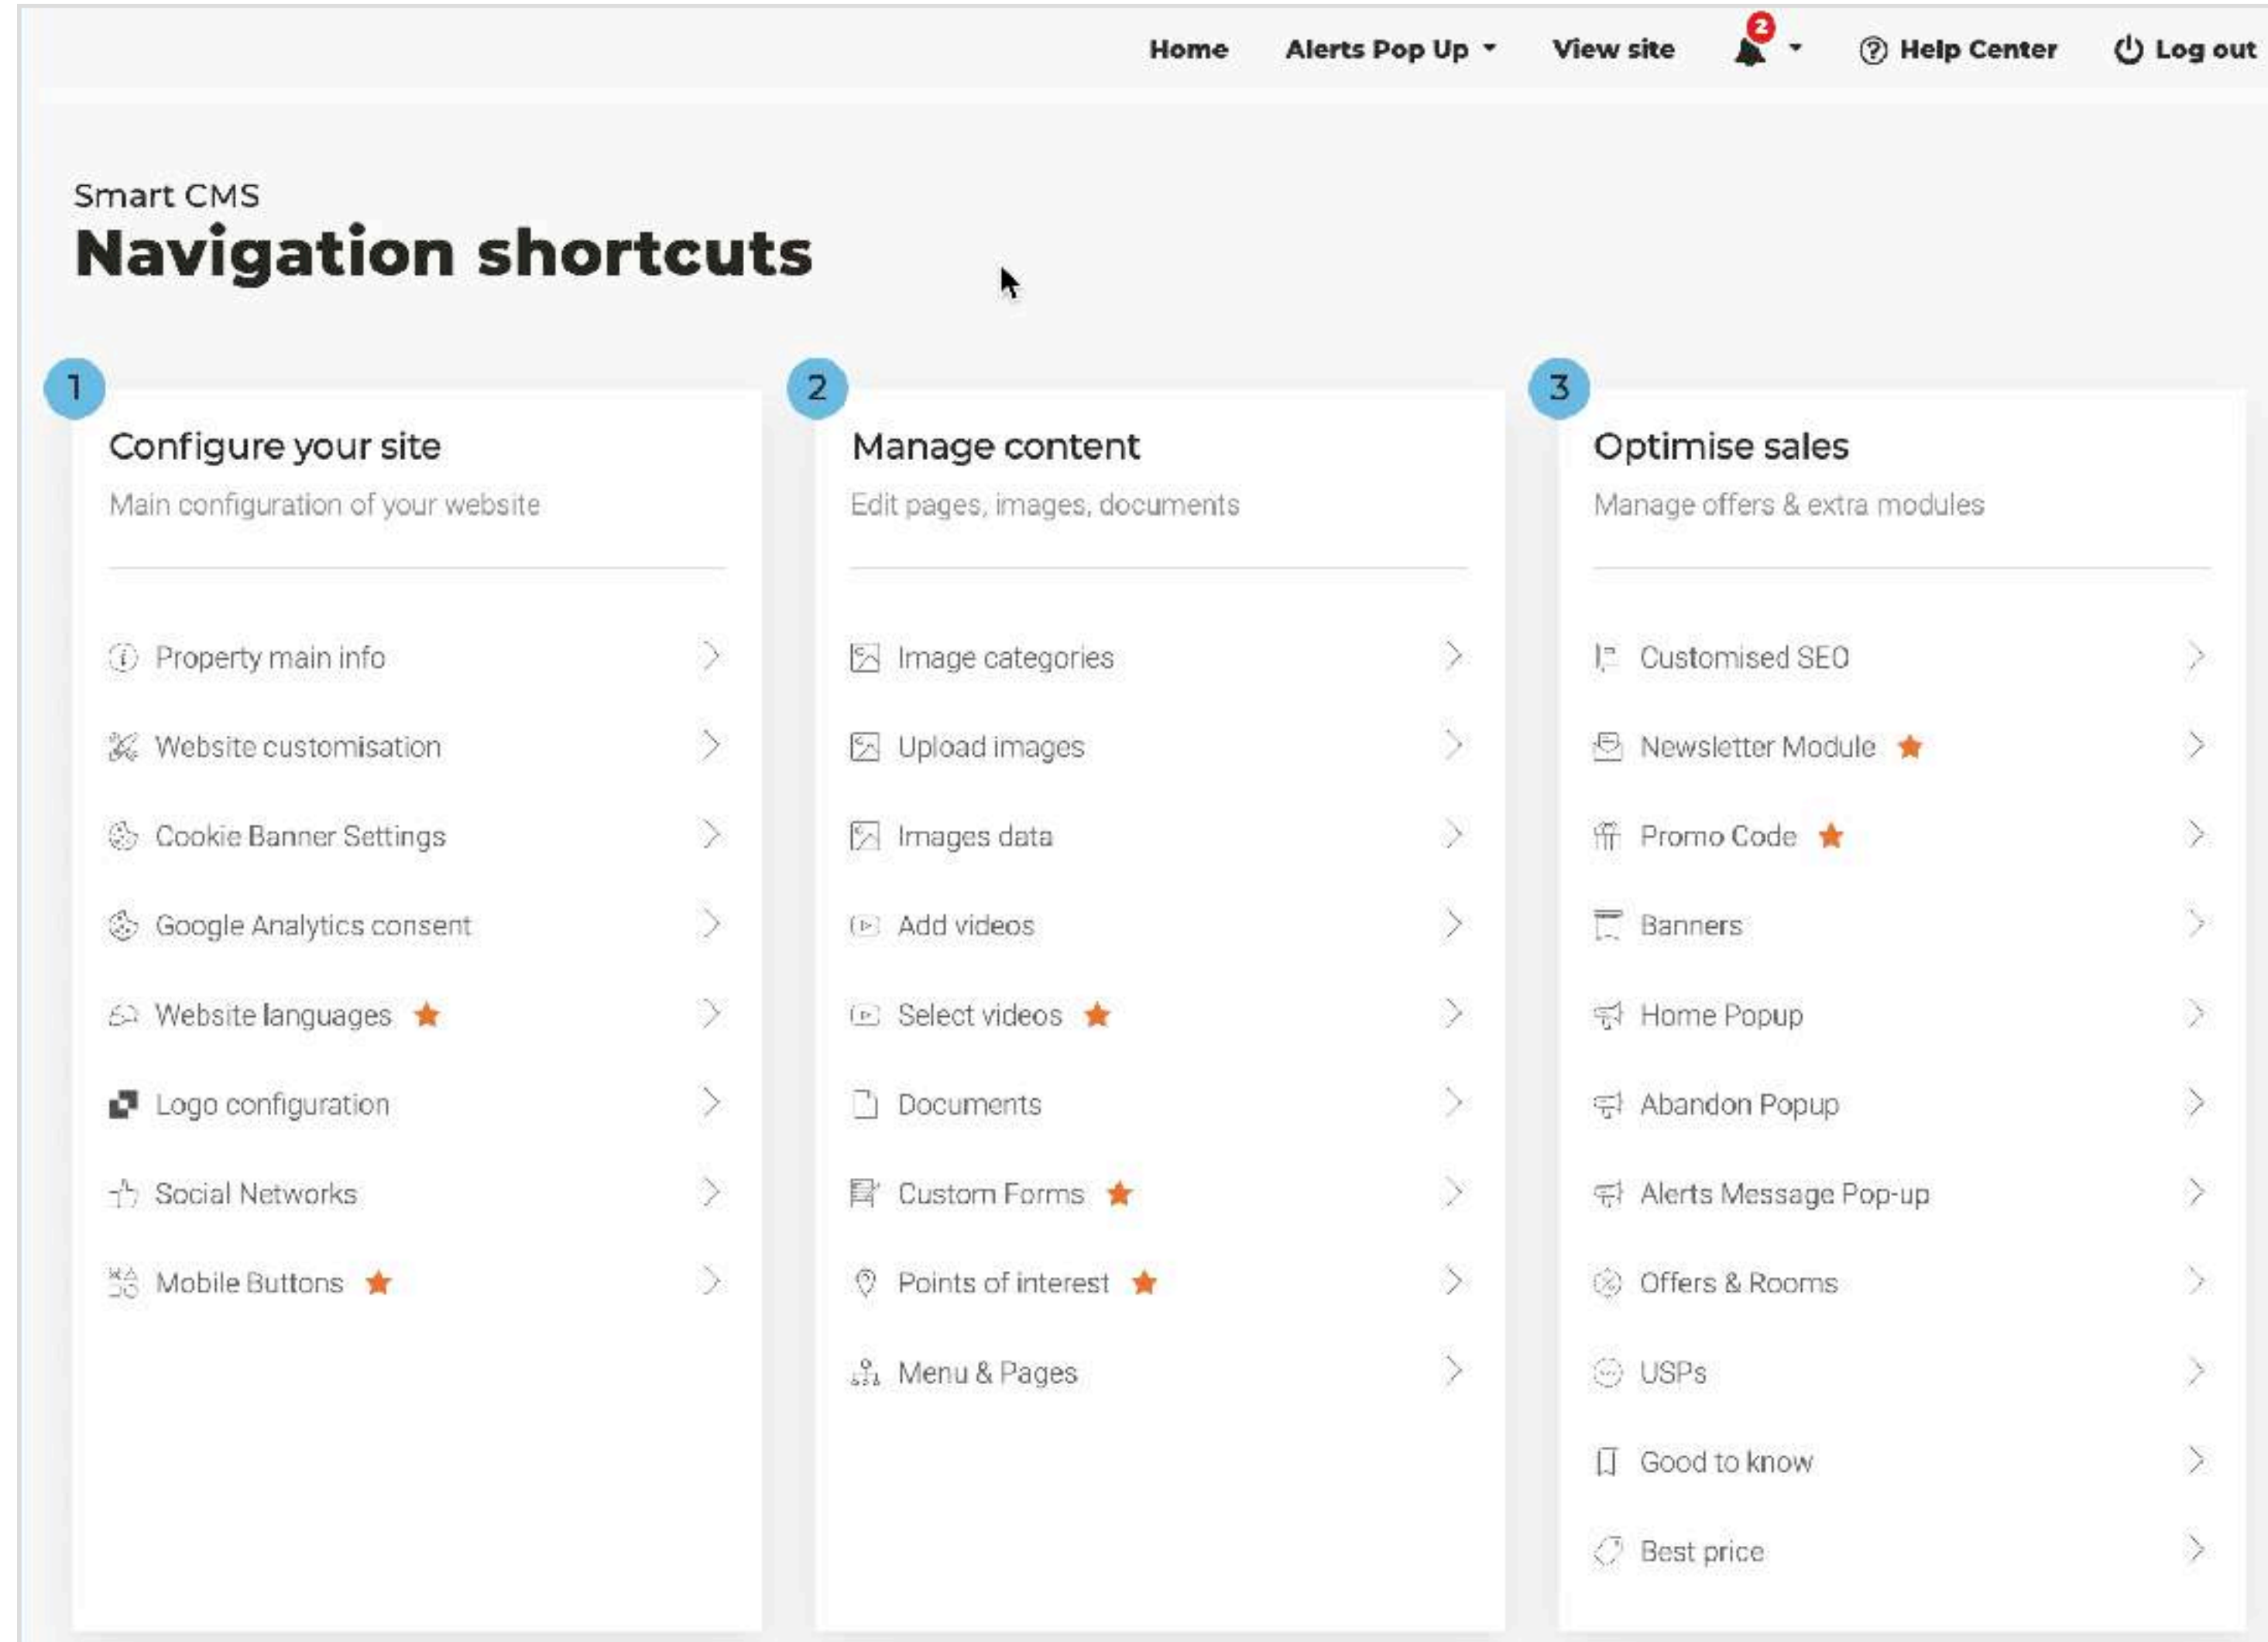 Home Alerts Pop Up View site 2 Help Center Log out
Smart CMS
Navigation shortcuts
1
Configure your site
Main configuration of your website
Property main info
Website customisation
Cookie Banner Settings
Google Analytics consent
Website languages
Logo configuration
Social Networks
Mobile Buttons
2
Manage content
Edit pages, images, documents
Image categories
Upload images
Images data
Add videos
Select videos
Documents
Custom Forms
Points of interest
Menu & Pages
3
Optimise sales
Manage offers & extra modules
Customised SEO
Newsletter Module
Promo Code
Banners
Home Popup
Abandon Popup
Alerts Message Pop-up
Offers & Rooms
USPs
Good to know
Best price